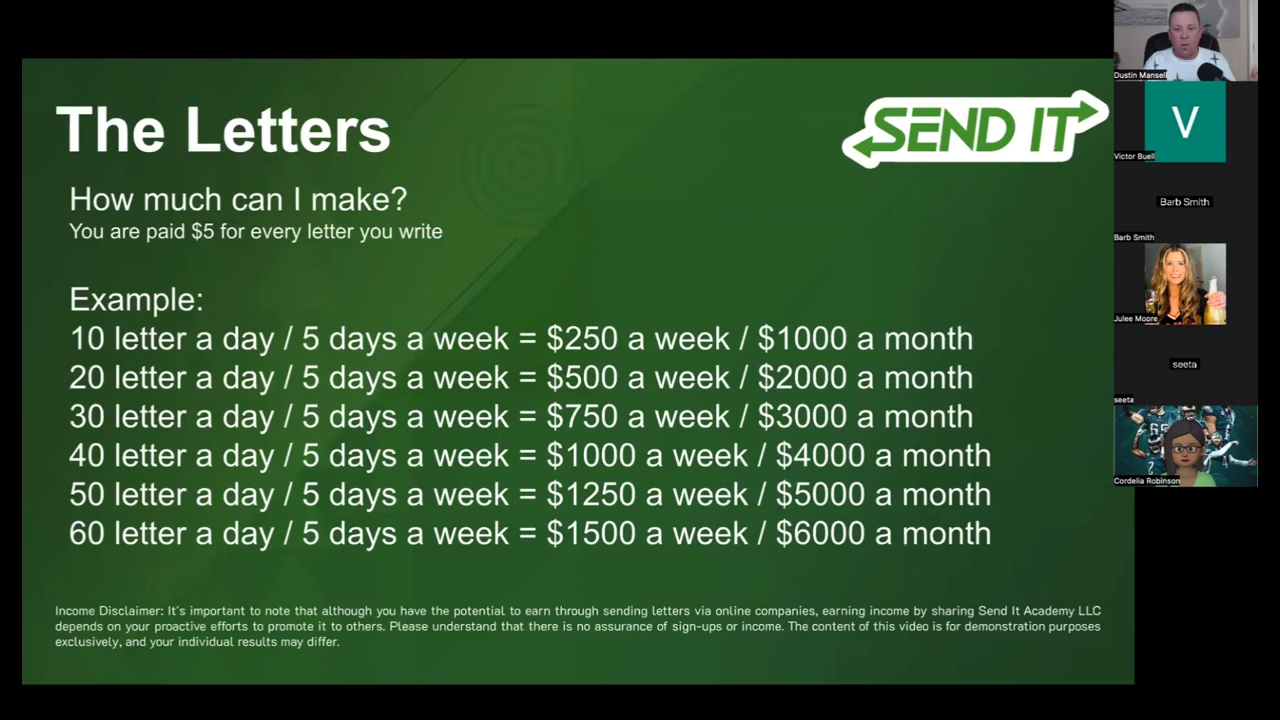 The Letters
SEND IT
How much can I make?
You are paid $5 for every letter you write
Example:
10 letter a day / 5 days a week = $250 a week / $1000 a month
20 letter a day / 5 days a week = $500 a week / $2000 a month
30 letter a day / 5 days a week = $750 a week / $3000 a month
40 letter a day / 5 days a week = $1000 a week / $4000 a month
50 letter a day / 5 days a week = $1250 a week / $5000 a month
60 letter a day / 5 days a week = $1500 a week / $6000 a month
Income Disclaimer: It's important to note that although you have the potential to earn through sending letters via online companies, earning income by sharing Send It Academy LLC
depends on your proactive efforts to promote it to others. Please understand that there is no assurance of sign-ups or income. The content of this video is for demonstration purposes
exclusively, and your individual results may differ.
Dustin Mansell
V
Victor Buell
Barb Smith
Barb Smith
Julee Moore
seeta
seeta
Cordelia Robinson